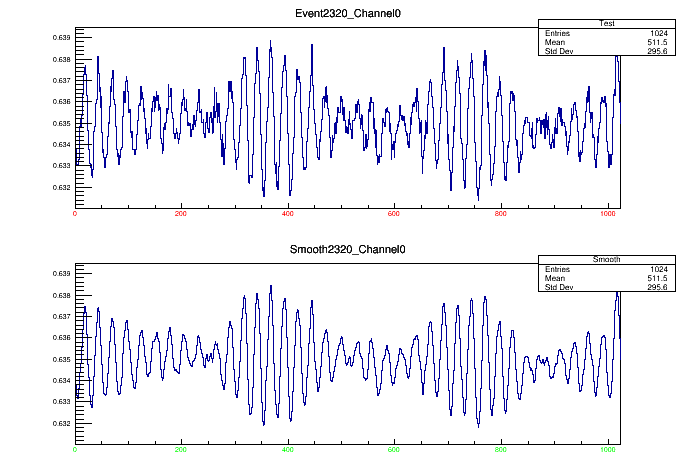 Event2320_Channel0
Test
Entries 1024
Mean 511.5
Std Dev 295.6
0.639
0.638
0.637
0.636
0.635
0.634
0.633
0.632
0 200 400 600 800 1000
Smooth2320_Channel0
Smooth
Entries 1024
Mean 511.5
Std Dev 295.6
0.639
0.638
0.637
0.636
0.635
0.634
0.633
0.632
0 200 400 600 800 1000